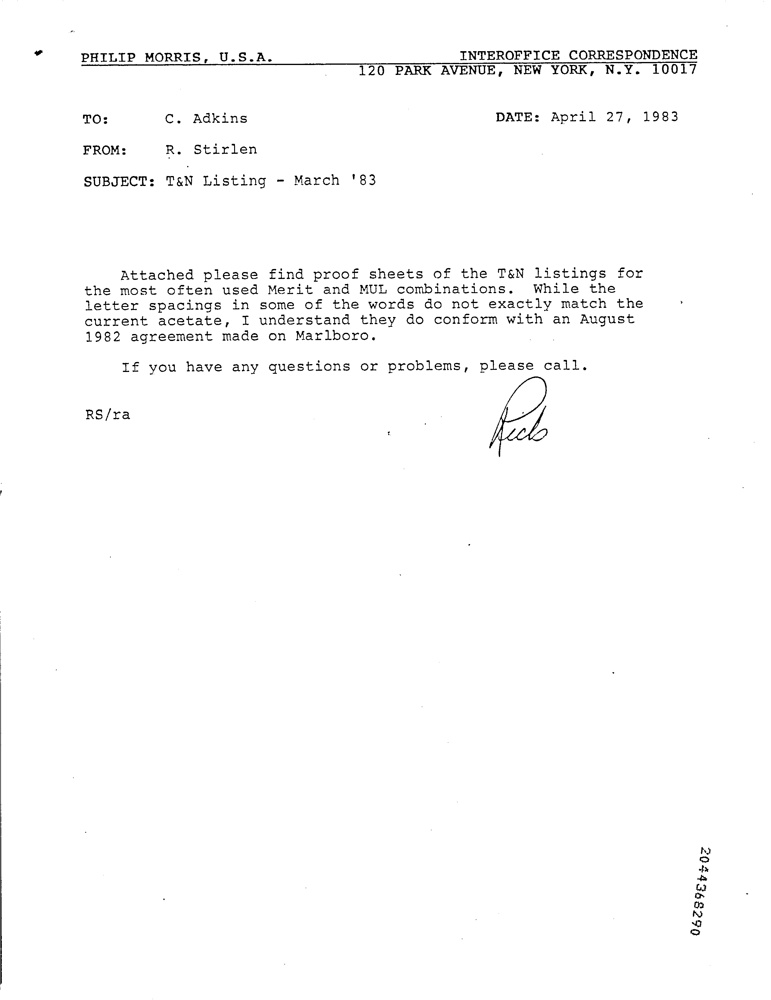 PHILIP MORRIS, U.S.A. INTEROFFICE CORRESPONDENCE
120 PARK AVENUE, NEW YORK, N.Y. 10017
TO: C. Adkins DATE: April 27, 1983
FROM: R. Stirlen
SUBJECT: T&N Listing - March '83
Attached please find proof sheets of the T&N listings for
the most often used Merit and MUL combinations. While the
letter spacings in some of the words do not exactly match the
current acetate, I understand they do conform with an August
1982 agreement made on Marlboro.
If you have any questions or problems, please call.
RS/ra
Rick
2044368290